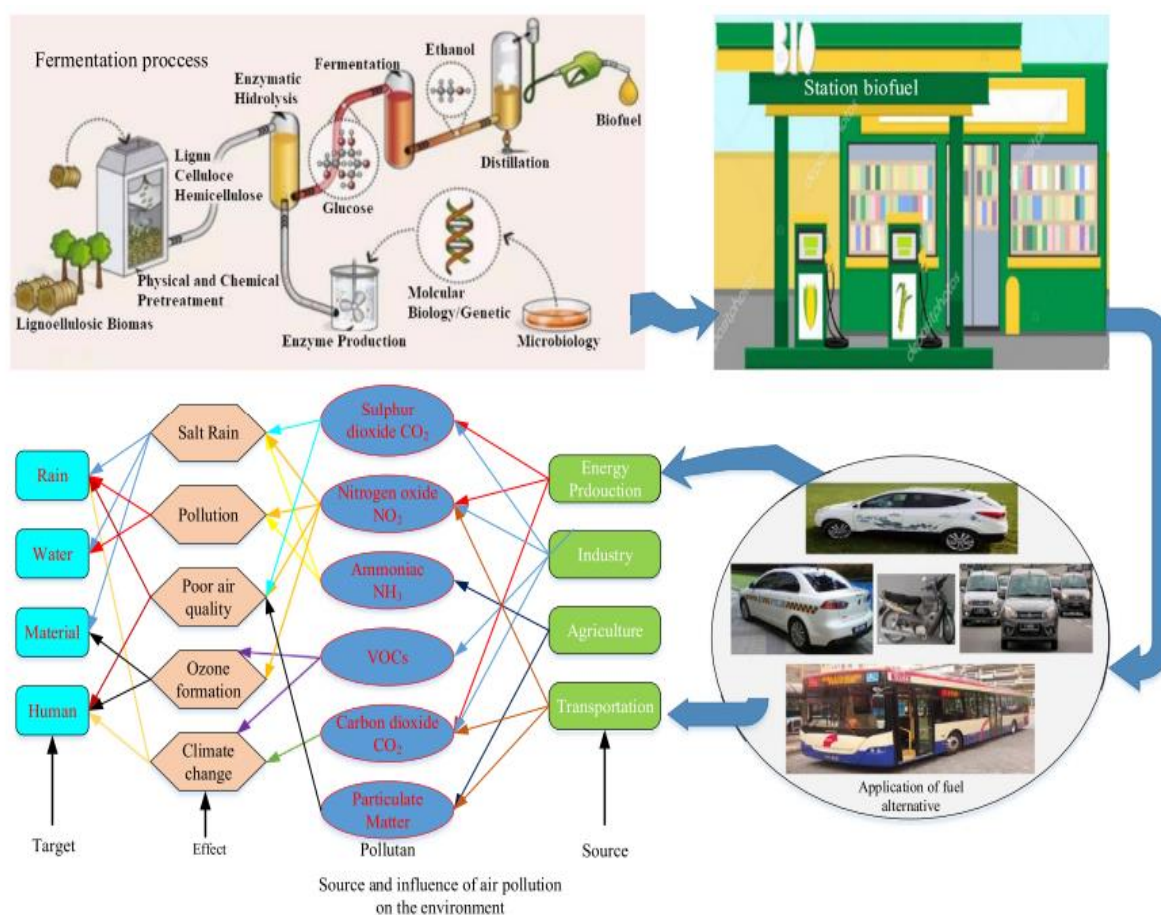 Fermentation proccess
Enzymatic
Hidrolysis
Fermentation
Ethanol
Biofuel
Distillation
Lignn
Celluloce
Hemicellulose
Glucose
Physical and Chemical
Pretreatment
Lignoellulosic Biomas
Enzyme Production
Molcular
Biology/Genetic
Microbiology
BIO
Station biofuel
depositphotos
Salt Rain
Pollution
Poor air
quality
Ozone
formation
Climate
change
Rain
Water
Material
Human
Sulphur
dioxide CO₂
Nitrogen oxide
NO₃
Ammoniac
NH₃
VOCs
Carbon dioxide
CO₂
Particulate
Matter
Energy
Prdouction
Industry
Agriculture
Transportation
Application of fuel
alternative
Target
Effect
Pollutan
Source
Source and influence of air pollution
on the environment